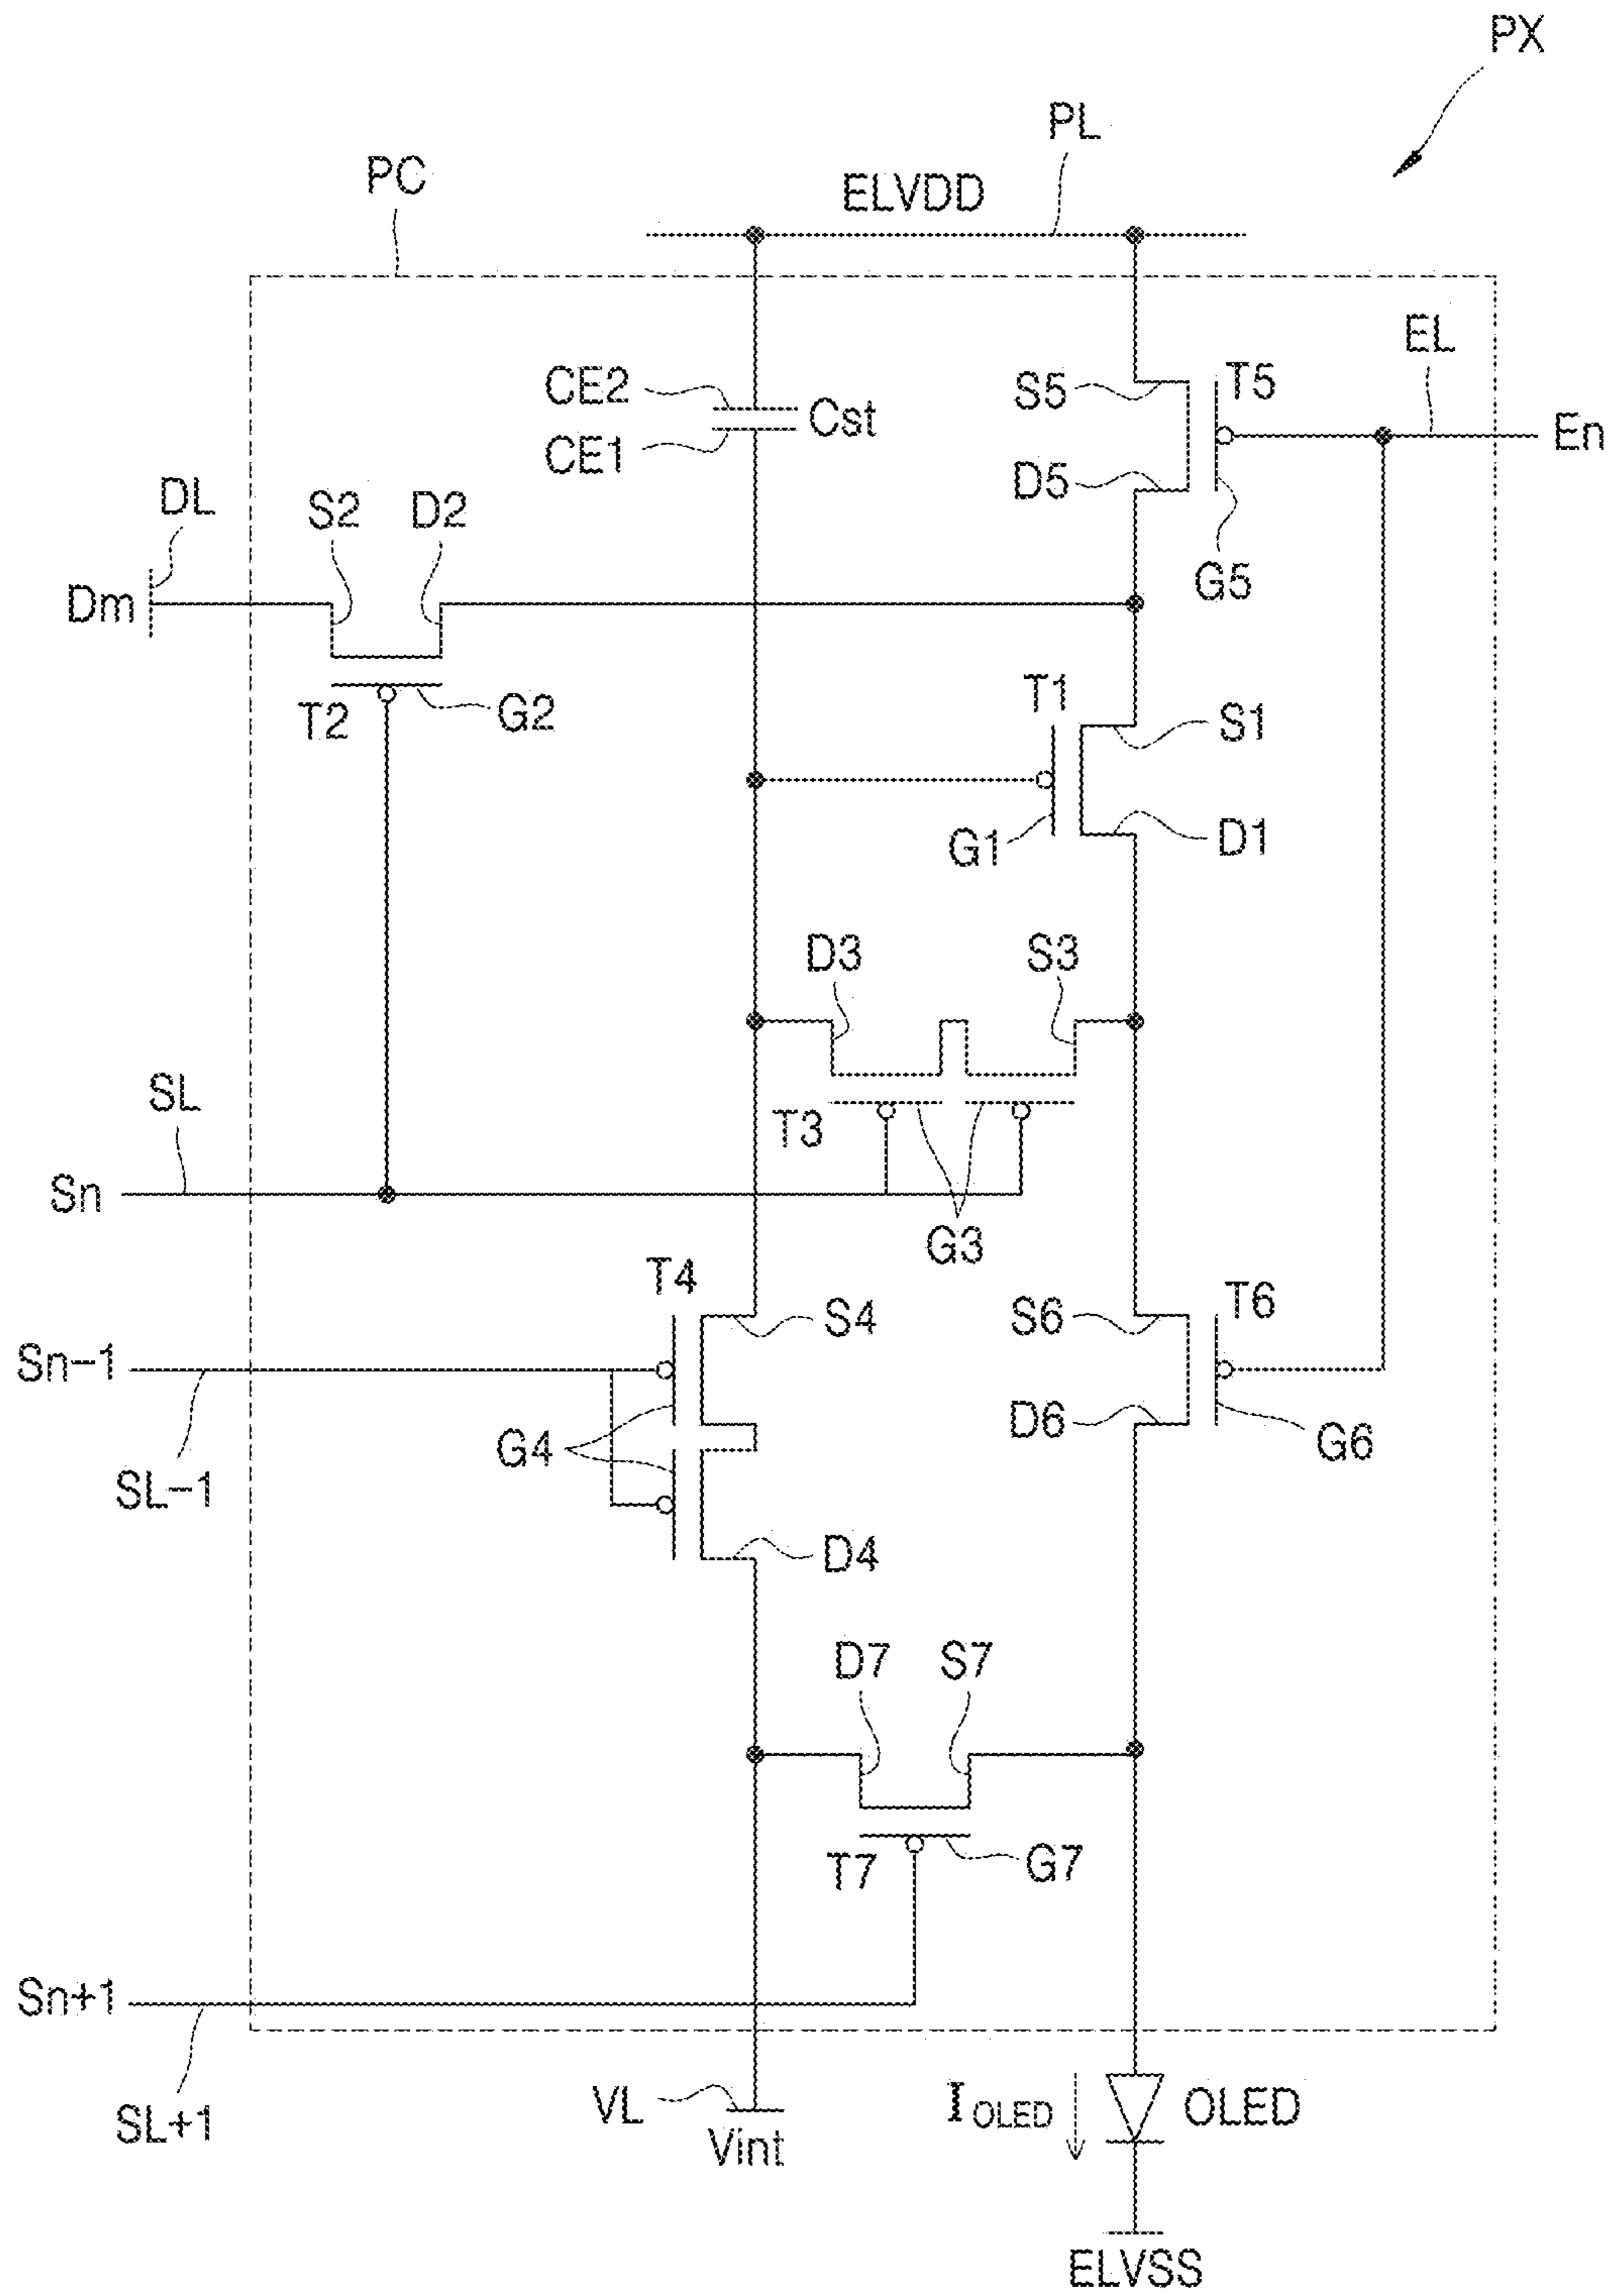 PX
PL
PC
ELVDD
EL
CE2
Cst
CE1
S5
T5
En
D5
G5
DL
S2
D2
Dm
T2
G2
T1
S1
G1
D1
D3
S3
SL
T3
Sn
G3
T4
S4
S6
T6
Sn-1
D6
G6
G4
SL-1
D4
D7
S7
T7
G7
Sn+1
SL+1
VL
Vint
IOLED
OLED
ELVSS